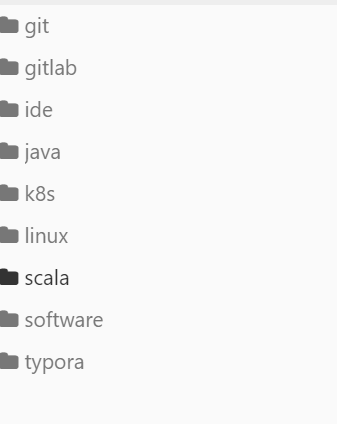 git
gitlab
ide
java
k8s
linux
scala
software
typora